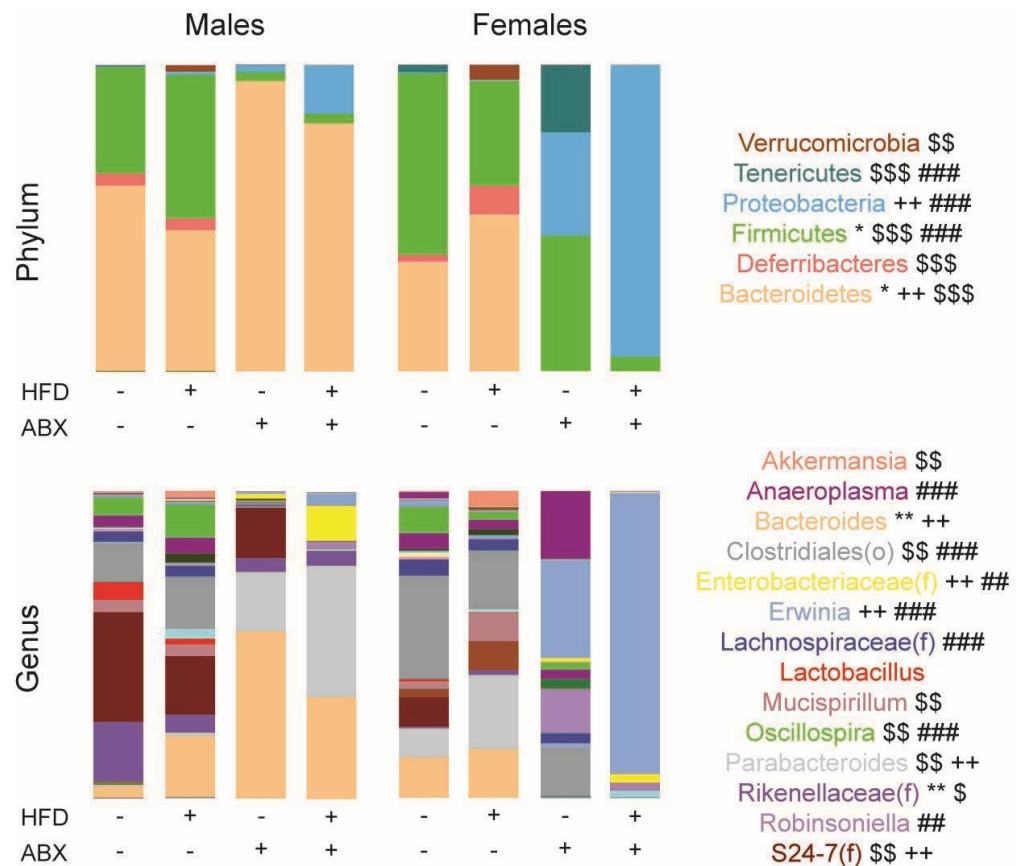 Males Females
Phylum
Verrucomicrobia $$
Tenericutes $$$ ###
Proteobacteria ++ ###
Firmicutes * $$$ ###
Deferribacteres $$$
Bacteroidetes * ++ $$$
HFD - + - + - + - +
ABX - - + + - - + +
Genus
Akkermansia $$
Anaeroplasma ###
Bacteroides ** ++
Clostridiales(o) $$ ###
Enterobacteriaceae(f) ++ ##
Erwinia ++ ###
Lachnospiraceae(f) ###
Lactobacillus
Mucispirillum $$
Oscillospira $$ ###
Parabacteroides $$ ++
Rikenellaceae(f) ** $
Robinsoniella ##
S24-7(f) $$ ++
HFD - + - + - + - +
ABX - - + + - - + +